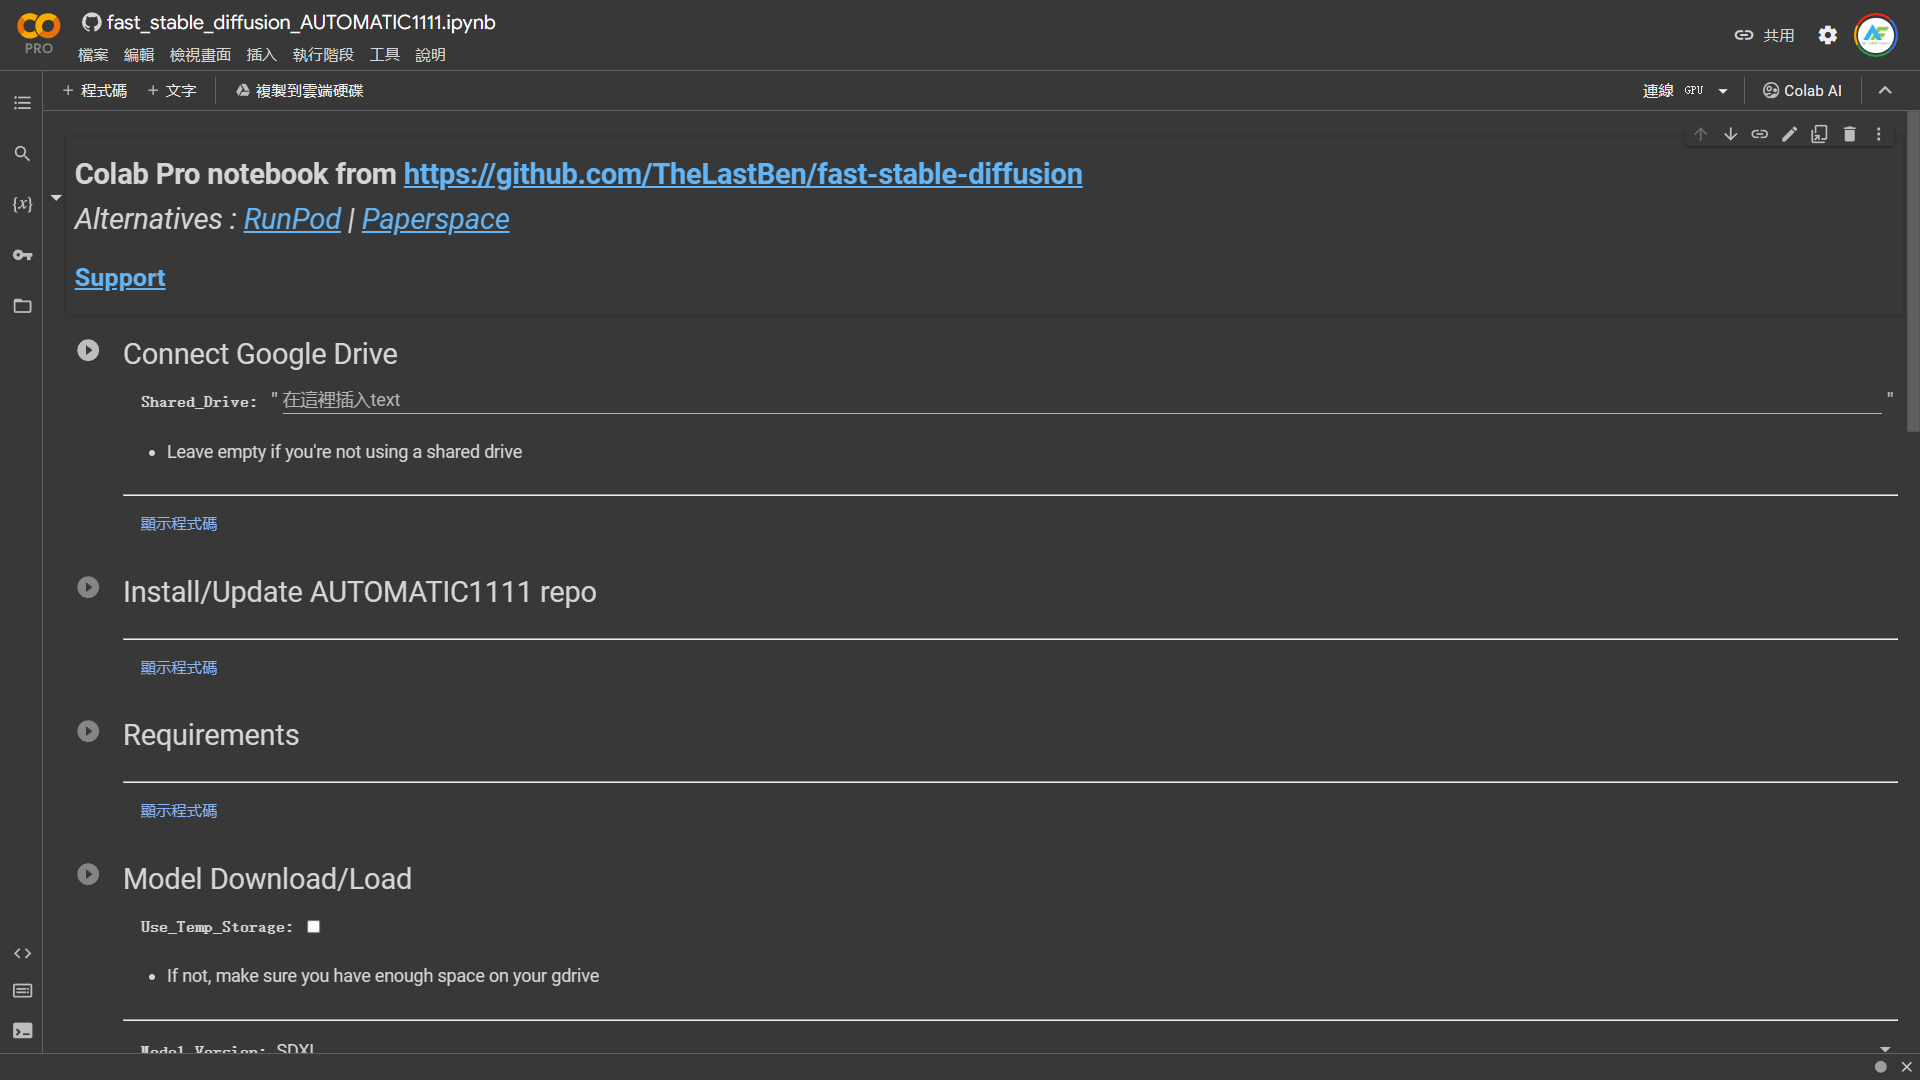 fast_stable_diffusion_AUTOMATIC1111.ipynb
PRO
檔案 編輯 檢視畫面 插入 執行階段 工具 說明
共用
+ 程式碼 + 文字 複製到雲端硬碟
連線 GPU
Colab AI
Colab Pro notebook from https://github.com/TheLastBen/fast-stable-diffusion
Alternatives : RunPod | Paperspace
Support
{x}
Connect Google Drive
Shared_Drive: " 在這裡插入text "
• Leave empty if you're not using a shared drive
顯示程式碼
Install/Update AUTOMATIC1111 repo
顯示程式碼
Requirements
顯示程式碼
Model Download/Load
Use_Temp_Storage:
• If not, make sure you have enough space on your gdrive
Model_Version: SDXL